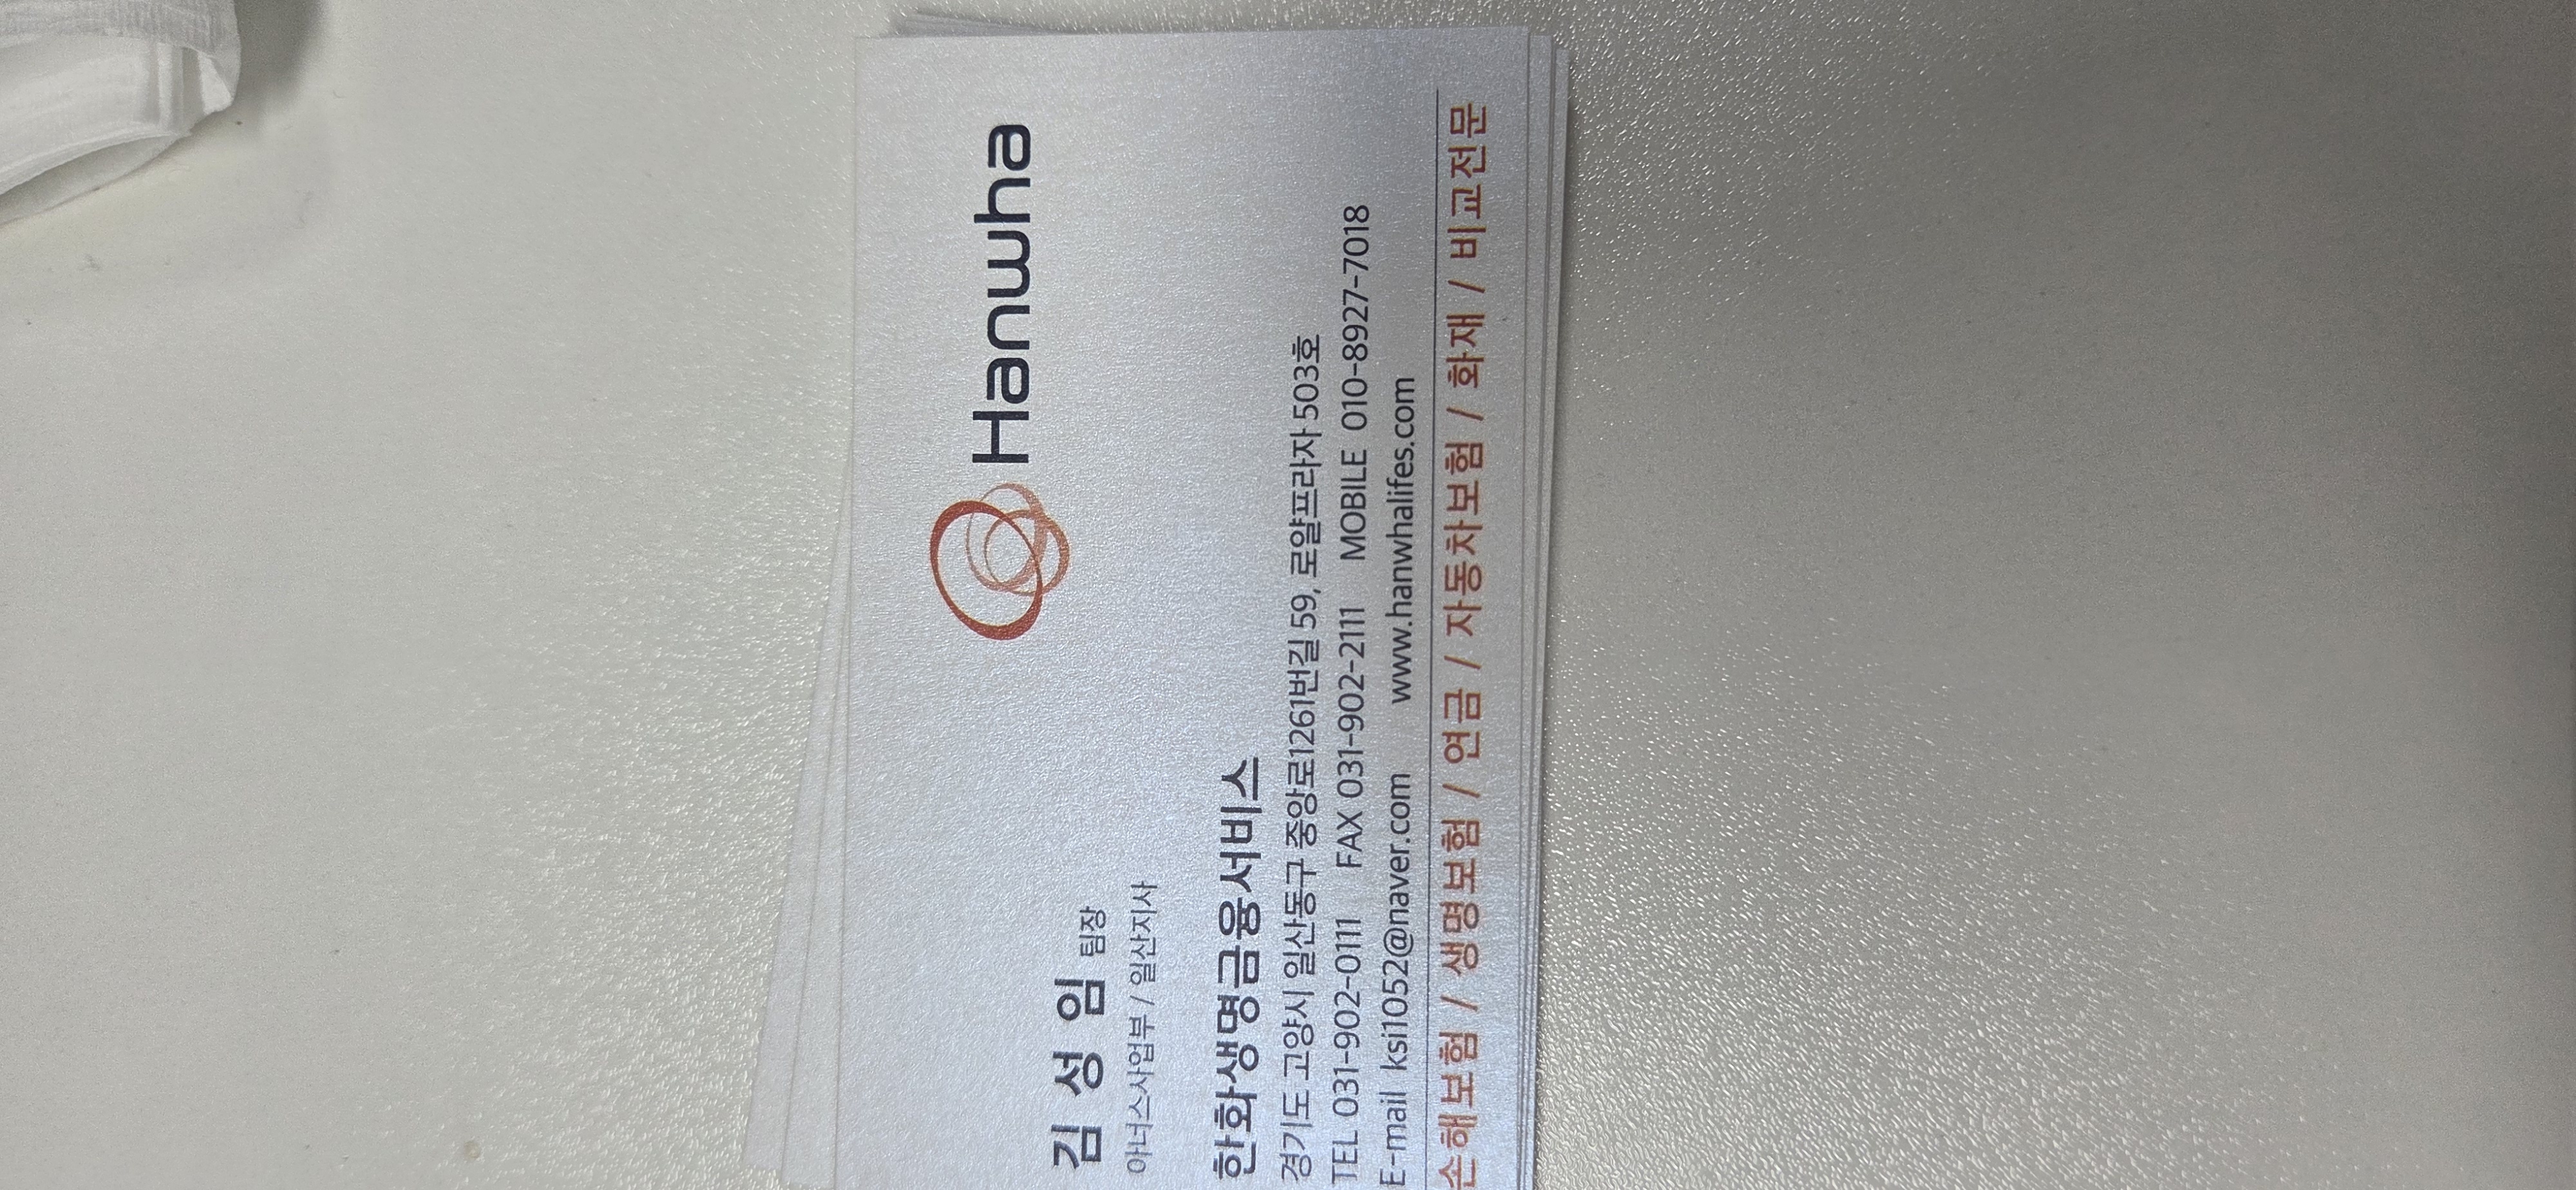 Hanwha
김 성 임 팀장
아너스사업부 / 일산지사
한화생명금융서비스
경기도 고양시 일산동구 중앙로1261번길 59, 로얄프라자 503호
TEL 031-902-0111 FAX 031-902-2111 MOBILE 010-8927-7018
E-mail ksi1052@naver.com www.hanwhalifes.com
손해보험 / 생명보험 / 연금 / 자동차보험 / 화재 / 비교전문